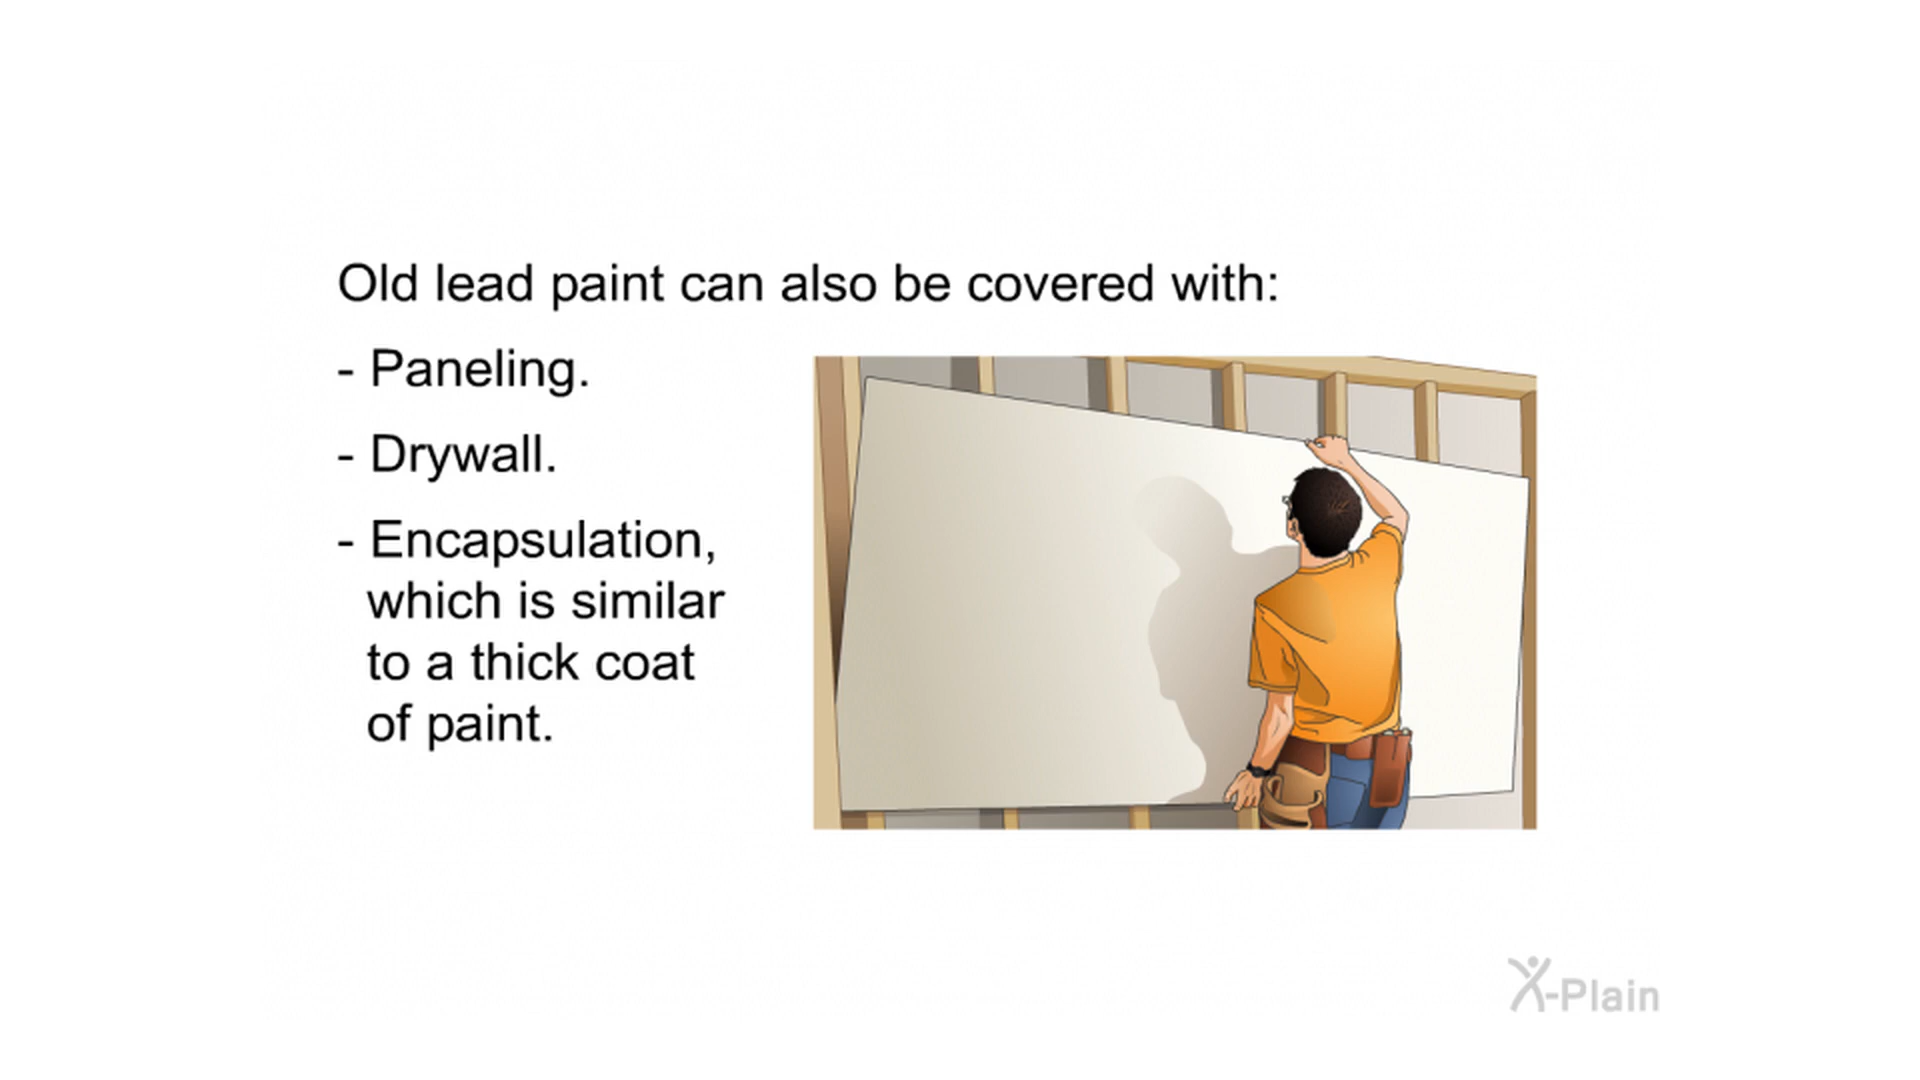 Old lead paint can also be covered with:
- Paneling.
- Drywall.
- Encapsulation,
which is similar
to a thick coat
of paint.
X-Plain